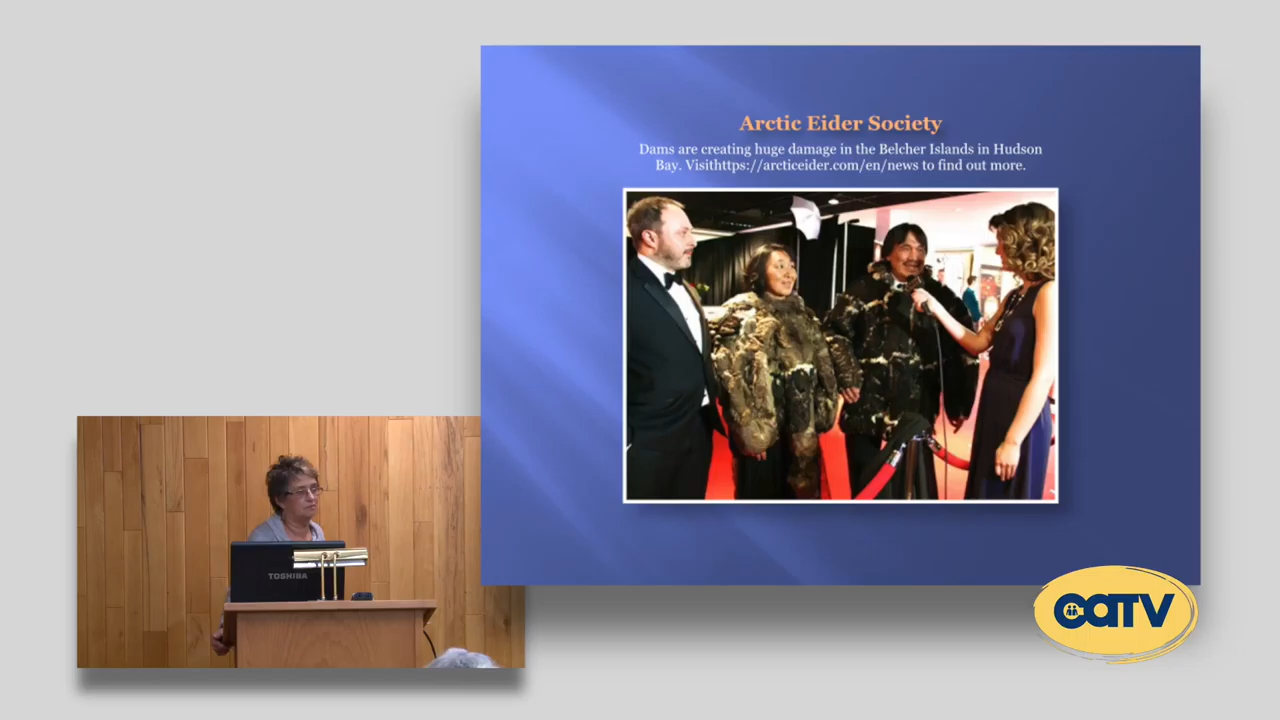 Arctic Eider Society
Dams are creating huge damage in the Belcher Islands in Hudson
Bay. Visithttps://arcticeider.com/en/news to find out more.
TOSHIBA
CATV